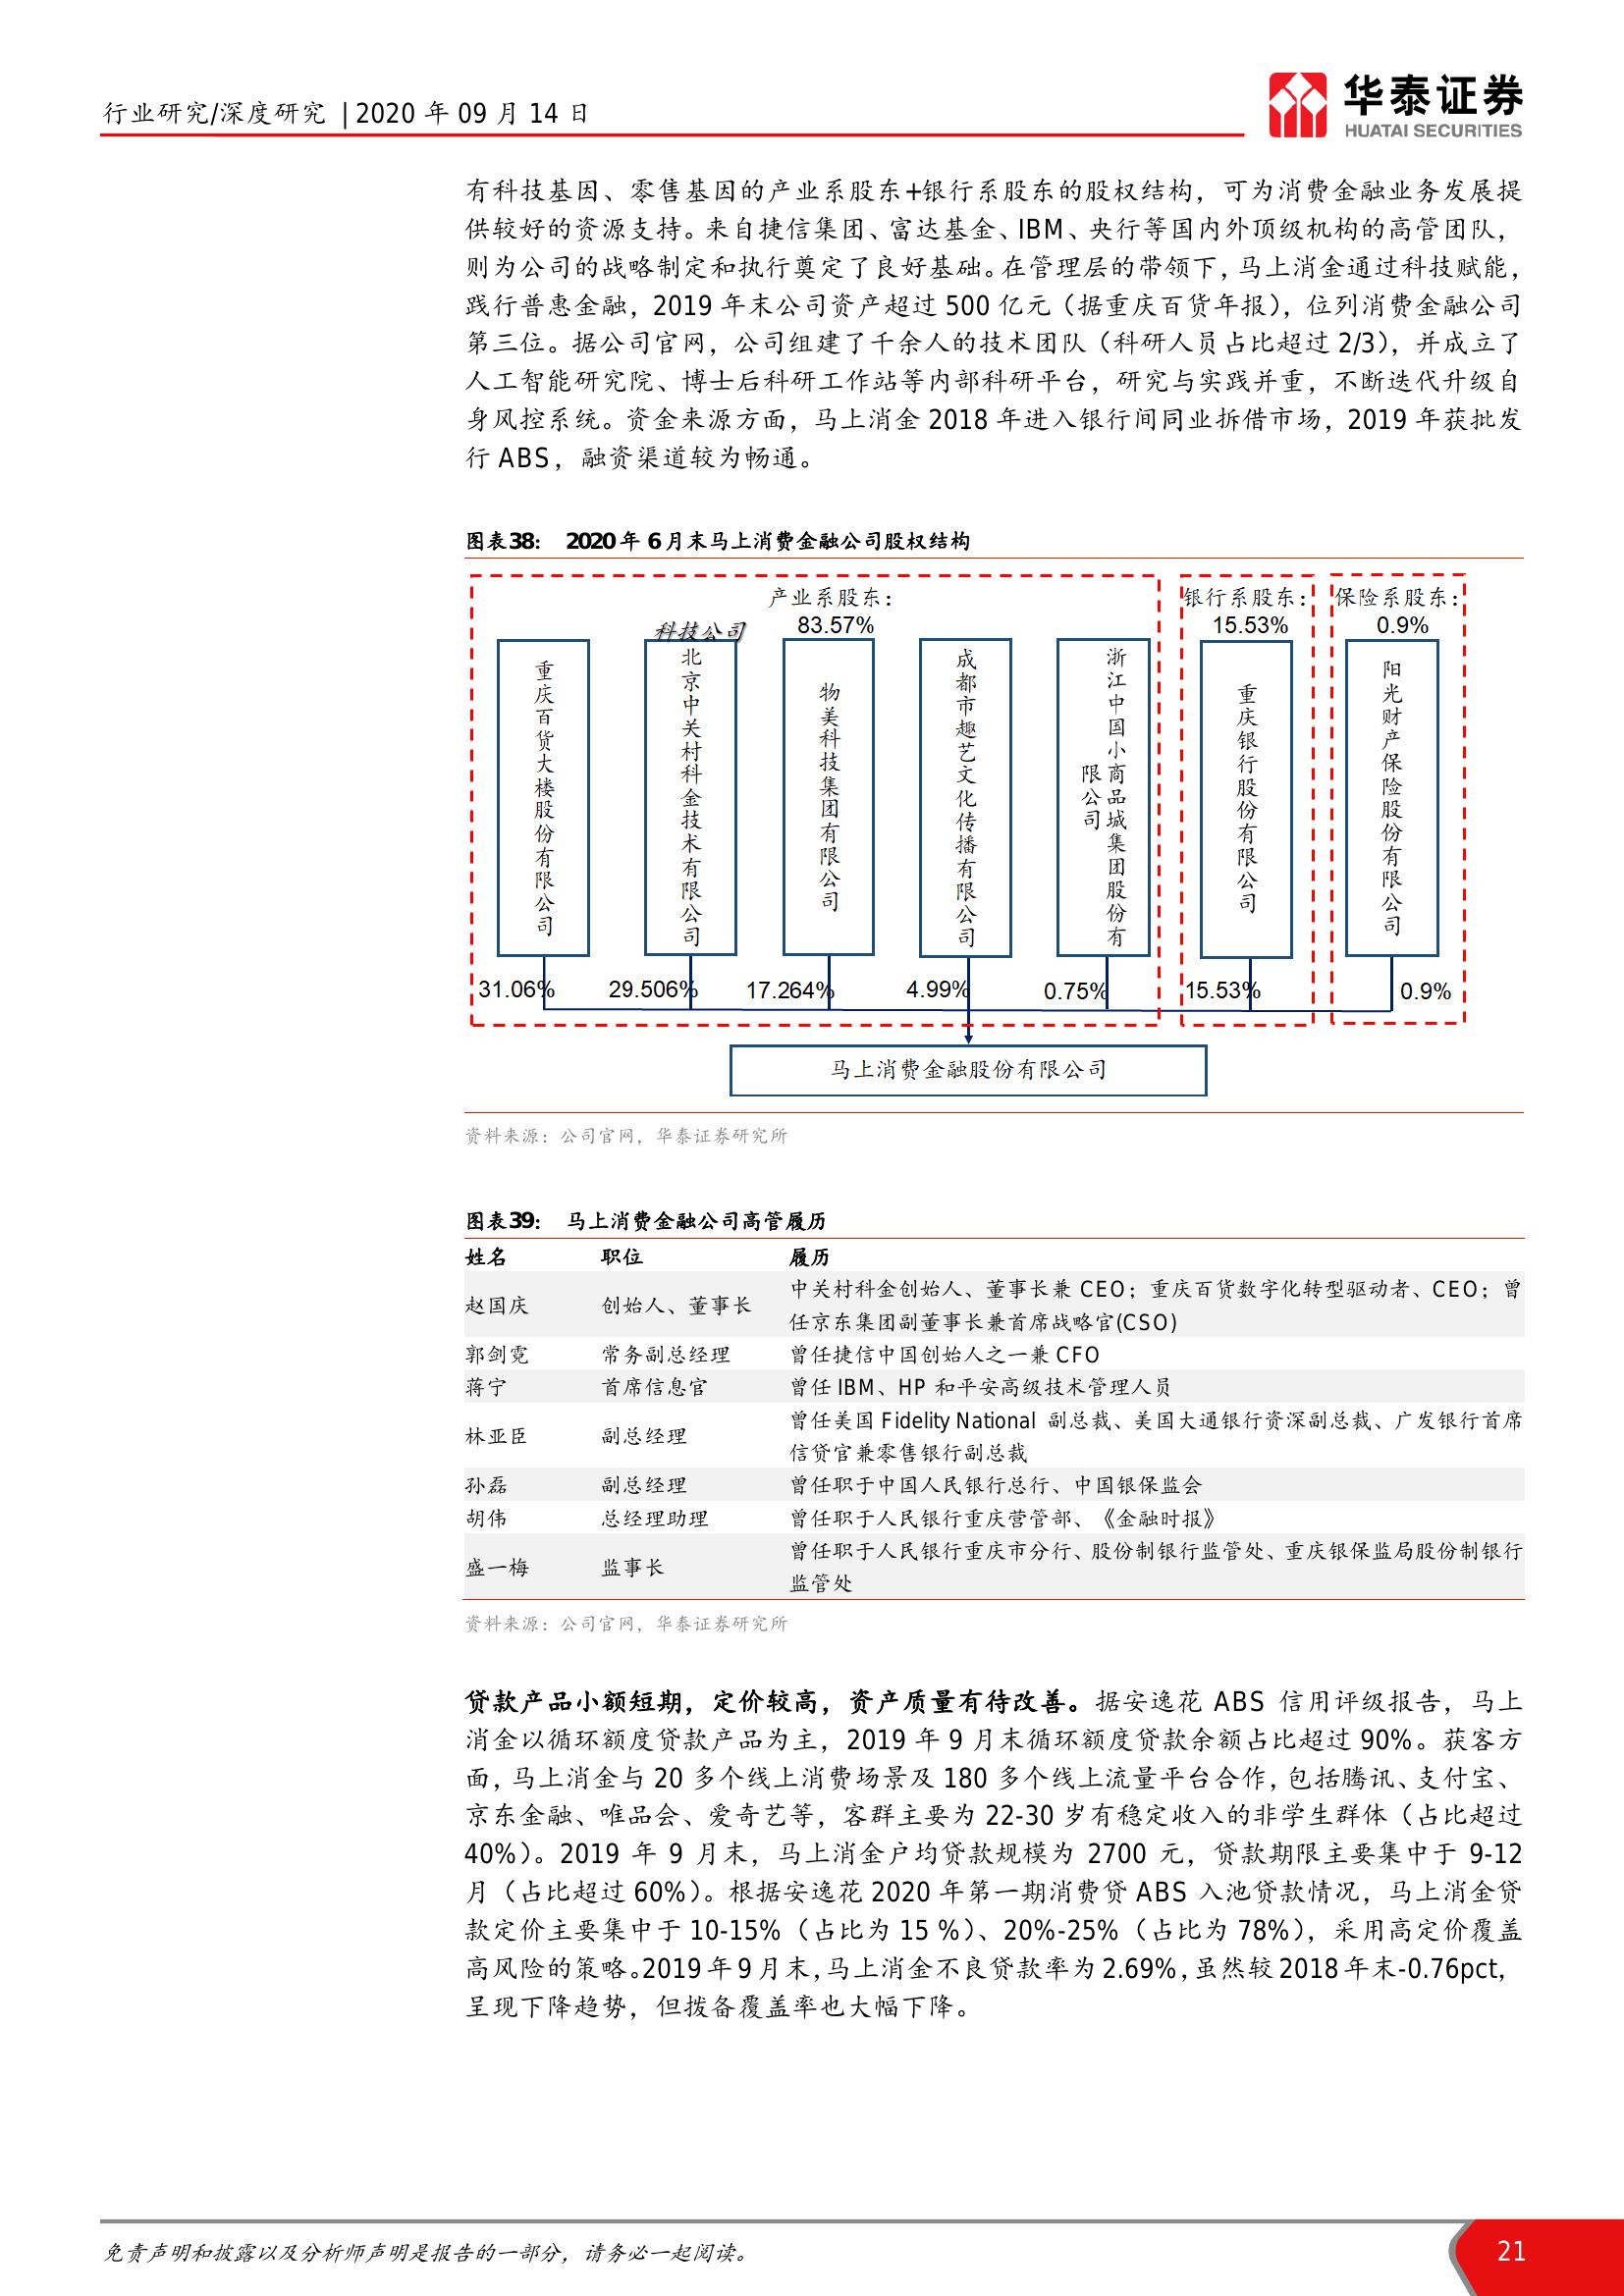 行业研究/深度研究 | 2020 年 09 月 14 日
华泰证券
HUATAI SECURITIES
有科技基因、零售基因的产业系股东+银行系股东的股权结构，可为消费金融业务发展提
供较好的资源支持。来自捷信集团、富达基金、IBM、央行等国内外顶级机构的高管团队，
则为公司的战略制定和执行奠定了良好基础。在管理层的带领下，马上消金通过科技赋能，
践行普惠金融，2019 年末公司资产超过 500 亿元（据重庆百货年报），位列消费金融公司
第三位。据公司官网，公司组建了千余人的技术团队（科研人员占比超过 2/3），并成立了
人工智能研究院、博士后科研工作站等内部科研平台，研究与实践并重，不断迭代升级自
身风控系统。资金来源方面，马上消金 2018 年进入银行间同业拆借市场，2019 年获批发
行 ABS，融资渠道较为畅通。
图表38： 2020 年 6 月末马上消费金融公司股权结构
产业系股东：
83.57%
银行系股东：
15.53%
保险系股东：
0.9%
科技公司
重庆百货大楼股份有限公司
北京中关村科金技术有限公司
物美科技集团有限公司
成都市趣艺文化传播有限公司
浙江中国小商品城集团股份有
限公司
重庆银行股份有限公司
阳光财产保险股份有限公司
31.06%
29.506%
17.264%
4.99%
0.75%
15.53%
0.9%
马上消费金融股份有限公司
资料来源：公司官网，华泰证券研究所
图表39： 马上消费金融公司高管履历
姓名 职位 履历
赵国庆 创始人、董事长 中关村科金创始人、董事长兼 CEO；重庆百货数字化转型驱动者、CEO；曾
任京东集团副董事长兼首席战略官(CSO)
郭剑霓 常务副总经理 曾任捷信中国创始人之一兼 CFO
蒋宁 首席信息官 曾任 IBM、HP 和平安高级技术管理人员
林亚臣 副总经理 曾任美国 Fidelity National 副总裁、美国大通银行资深副总裁、广发银行首席
信贷官兼零售银行副总裁
孙磊 副总经理 曾任职于中国人民银行总行、中国银保监会
胡伟 总经理助理 曾任职于人民银行重庆营管部、《金融时报》
盛一梅 监事长 曾任职于人民银行重庆市分行、股份制银行监管处、重庆银保监局股份制银行
监管处
资料来源：公司官网，华泰证券研究所
贷款产品小额短期，定价较高，资产质量有待改善。据安逸花 ABS 信用评级报告，马上
消金以循环额度贷款产品为主，2019 年 9 月末循环额度贷款余额占比超过 90%。获客方
面，马上消金与 20 多个线上消费场景及 180 多个线上流量平台合作，包括腾讯、支付宝、
京东金融、唯品会、爱奇艺等，客群主要为 22-30 岁有稳定收入的非学生群体（占比超过
40%）。2019 年 9 月末，马上消金户均贷款规模为 2700 元，贷款期限主要集中于 9-12
月（占比超过 60%）。根据安逸花 2020 年第一期消费贷 ABS 入池贷款情况，马上消金贷
款定价主要集中于 10-15%（占比为 15 %）、20%-25%（占比为 78%），采用高定价覆盖
高风险的策略。2019 年 9 月末，马上消金不良贷款率为 2.69%，虽然较 2018 年末-0.76pct，
呈现下降趋势，但拨备覆盖率也大幅下降。
免责声明和披露以及分析师声明是报告的一部分，请务必一起阅读。
21